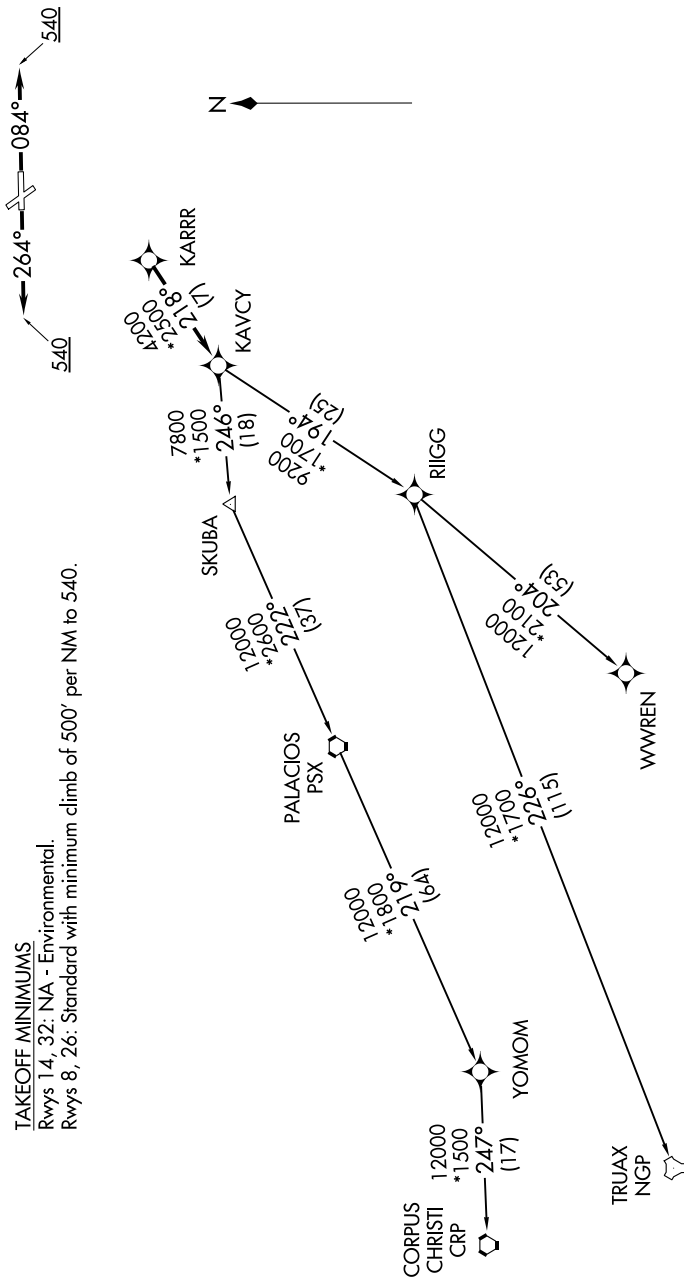 540
084°
264°
540
N
KARRR
4200
*2500
218°
(7)
KAVCY
7800
*1500
246°
(18)
9200
*1700
194°
(25)
SKUBA
RIIGG
12000
*2600
222°
(37)
12000
*2100
204°
(53)
WWREN
PALACIOS
PSX
12000
*1700
226°
(115)
12000
*1800
219°
(64)
YOMOM
12000
*1500
247°
(17)
CORPUS
CHRISTI
CRP
TRUAX
NGP
TAKEOFF MINIMUMS
Rwys 14, 32: NA - Environmental.
Rwys 8, 26: Standard with minimum climb of 500' per NM to 540.